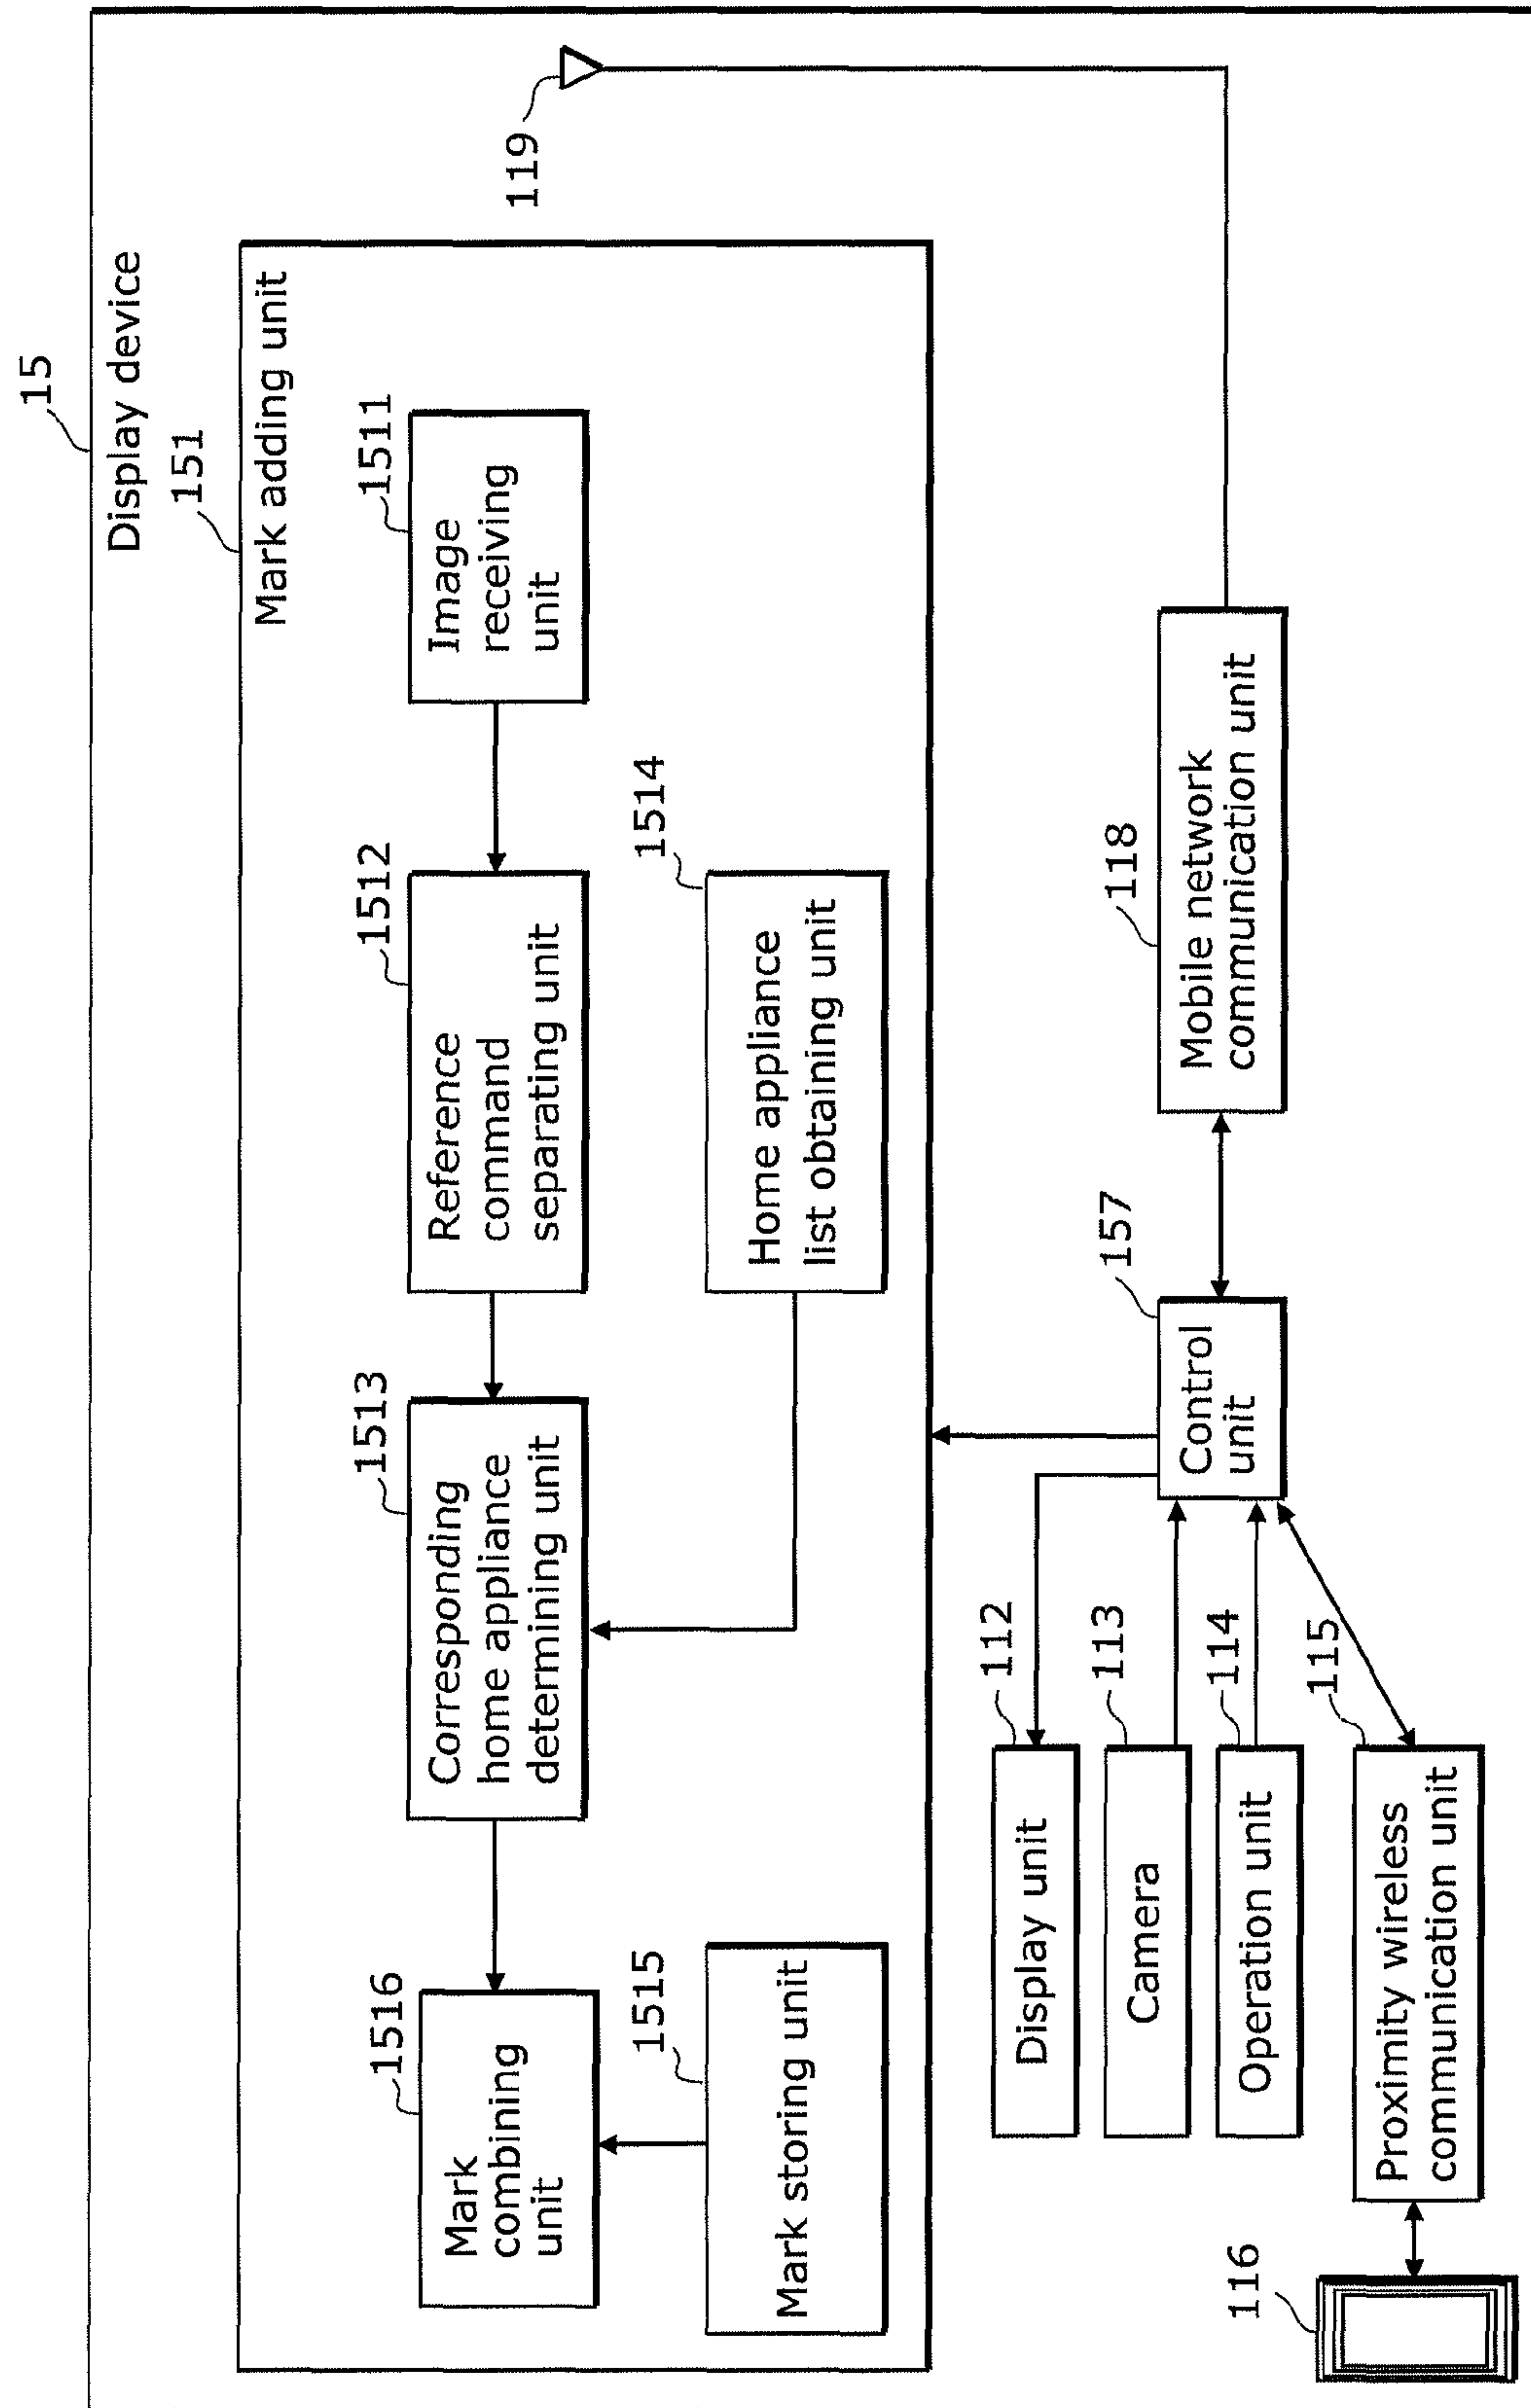 15
Display device
151
Mark adding unit
1516
Mark
combining
unit
1513
Corresponding
home appliance
determining unit
1512
Reference
command
separating unit
1511
Image
receiving
unit
119
1515
Mark storing unit
1514
Home appliance
list obtaining unit
112
Display unit
113
Camera
114
Operation unit
115
Proximity wireless
communication unit
116
157
Control
unit
118
Mobile network
communication unit